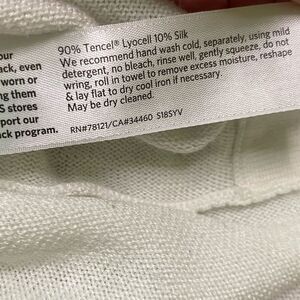 our
ack, even
worn or
ng them
S stores
port our
ck program.
90% Tencel® Lyocell 10% Silk
We recommend hand wash cold, separately, using mild
detergent, no bleach, rinse well, gently squeeze, do not
wring, roll in towel to remove excess moisture, reshape
& lay flat to dry cool iron if necessary.
May be dry cleaned.
RN#78121/CA#34460 S18SYV